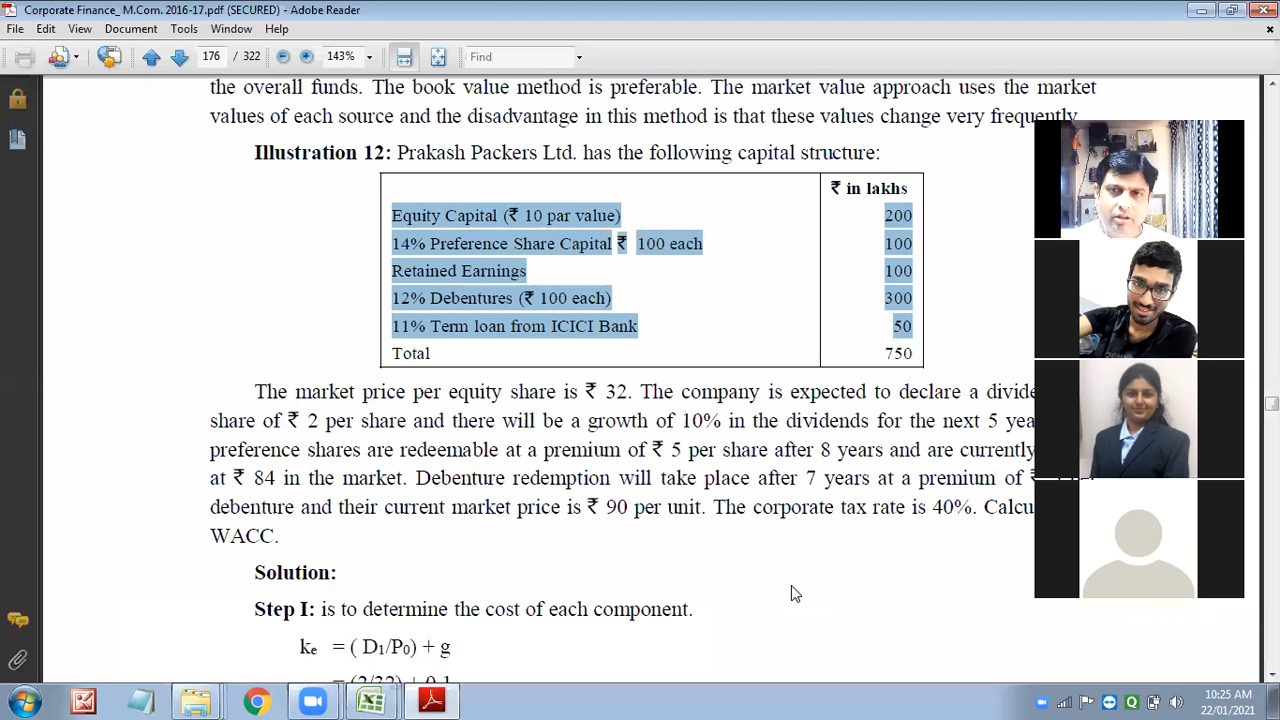 Corporate Finance_ M.Com. 2016-17.pdf (SECURED) - Adobe Reader
File Edit View Document Tools Window Help
176 / 322 143% Find
the overall funds. The book value method is preferable. The market value approach uses the market
values of each source and the disadvantage in this method is that these values change very frequently.
Illustration 12: Prakash Packers Ltd. has the following capital structure:
₹ in lakhs
Equity Capital (₹ 10 par value) 200
14% Preference Share Capital ₹ 100 each 100
Retained Earnings 100
12% Debentures (₹ 100 each) 300
11% Term loan from ICICI Bank 50
Total 750
The market price per equity share is ₹ 32. The company is expected to declare a divide
share of ₹ 2 per share and there will be a growth of 10% in the dividends for the next 5 yea
preference shares are redeemable at a premium of ₹ 5 per share after 8 years and are currently
at ₹ 84 in the market. Debenture redemption will take place after 7 years at a premium of ₹
debenture and their current market price is ₹ 90 per unit. The corporate tax rate is 40%. Calcu
WACC.
Solution:
Step I: is to determine the cost of each component.
ke = ( D1/P0) + g
= (2/32) + 0.1
10:25 AM
22/01/2021